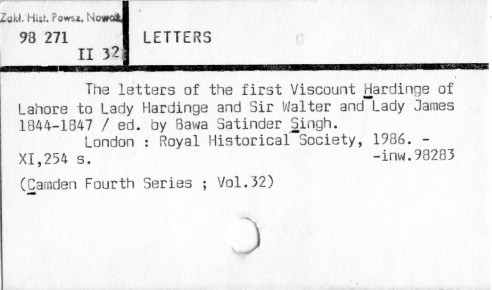 Zakł. Hist. Powsz. Nowoż.
98 271
II 32
LETTERS
The letters of the first Viscount Hardinge of
Lahore to Lady Hardinge and Sir Walter and Lady James
1844-1847 / ed. by Bawa Satinder Singh.
London : Royal Historical Society, 1986. -
XI,254 s. -inw.98283
(Camden Fourth Series ; Vol.32)